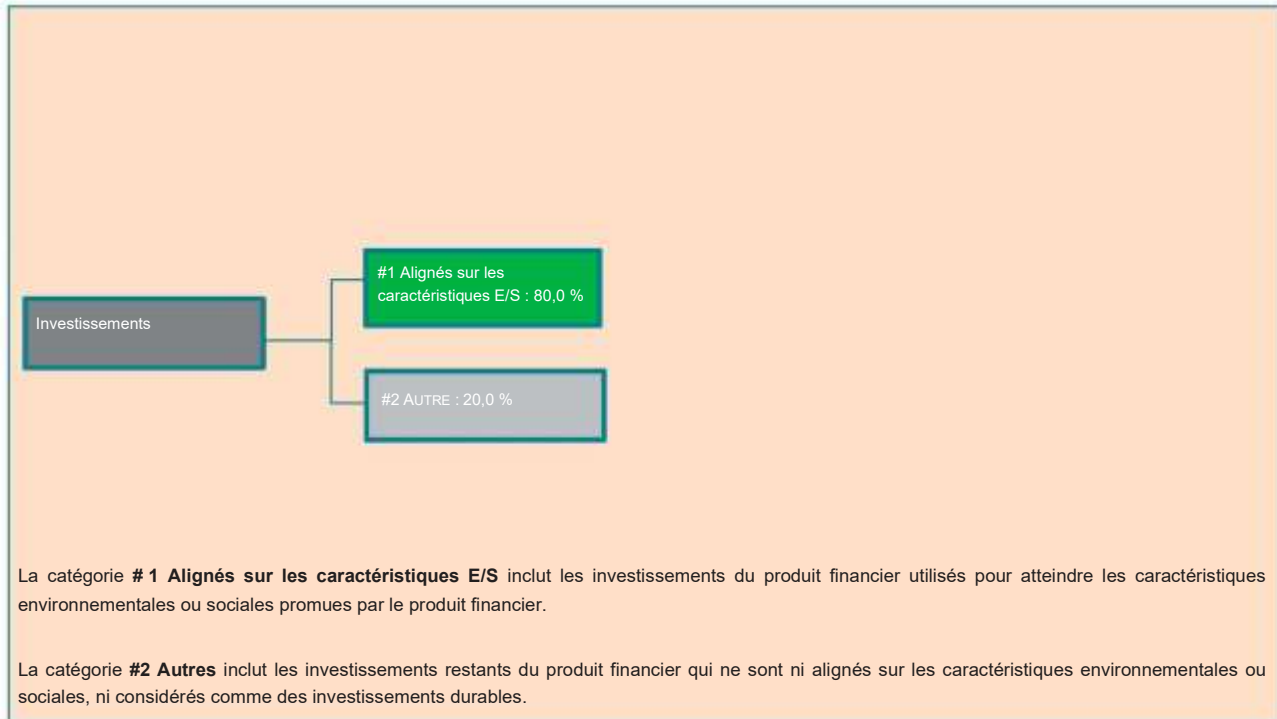 #1 Alignés sur les
caractéristiques E/S : 80,0 %
Investissements
#2 AUTRE : 20,0 %
La catégorie # 1 Alignés sur les caractéristiques E/S inclut les investissements du produit financier utilisés pour atteindre les caractéristiques
environnementales ou sociales promues par le produit financier.
La catégorie #2 Autres inclut les investissements restants du produit financier qui ne sont ni alignés sur les caractéristiques environnementales ou
sociales, ni considérés comme des investissements durables.